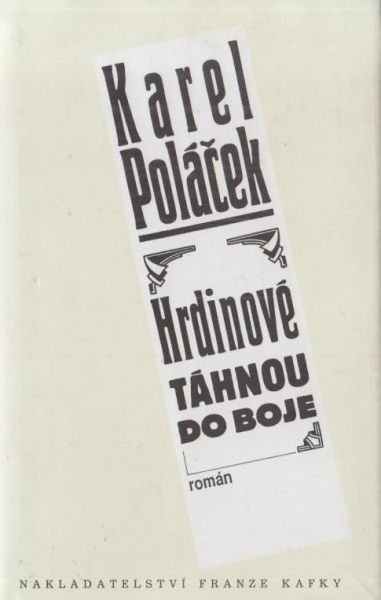 Karel
Poláček
Hrdinové
TÁHNOU
DO BOJE
román
NAKLADATELSTVÍ FRANZE KAFKY